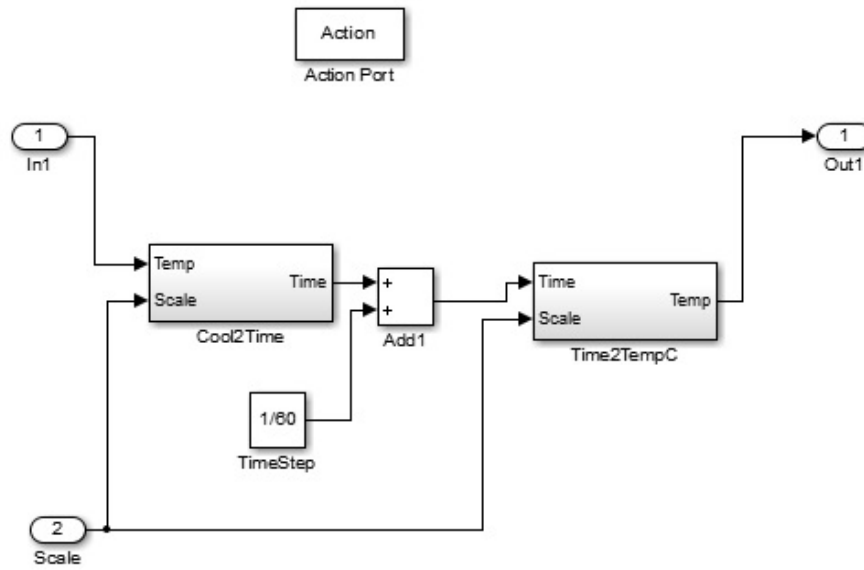 Action
Action Port
1
In1
1
Out1
Temp
Scale
Time
Cool2Time
+
+
Add1
Time
Scale
Temp
Time2TempC
1/60
TimeStep
2
Scale